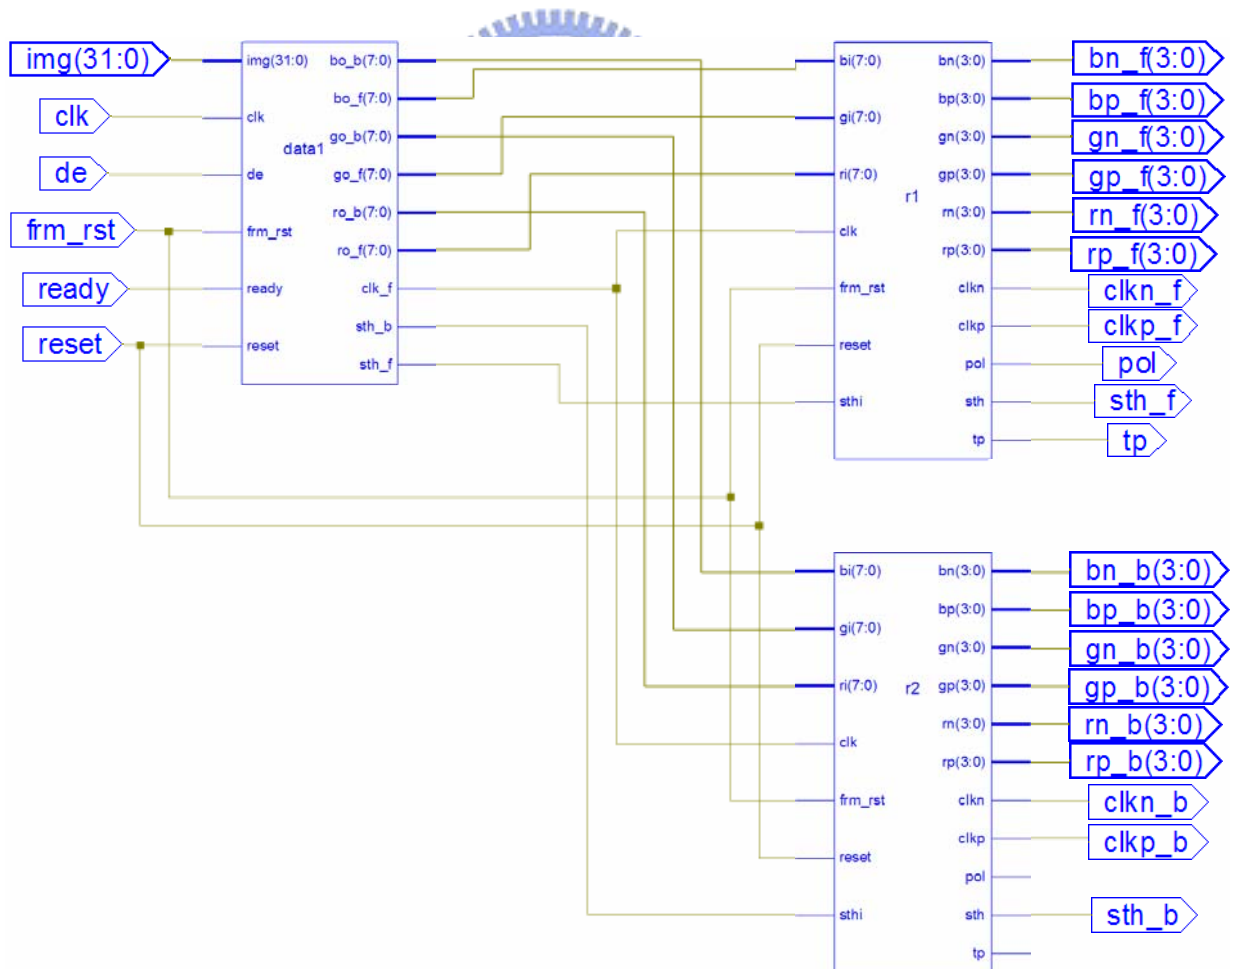 img(31:0)
clk
de
frm_rst
ready
reset
img(31:0)
clk
de
frm_rst
ready
reset
data1
bo_b(7:0)
bo_f(7:0)
go_b(7:0)
go_f(7:0)
ro_b(7:0)
ro_f(7:0)
clk_f
sth_b
sth_f
bi(7:0)
gi(7:0)
ri(7:0)
clk
frm_rst
reset
sthi
r1
bn(3:0)
bp(3:0)
gn(3:0)
gp(3:0)
rn(3:0)
rp(3:0)
clkn
clkp
pol
sth
tp
bn_f(3:0)
bp_f(3:0)
gn_f(3:0)
gp_f(3:0)
rn_f(3:0)
rp_f(3:0)
clkn_f
clkp_f
pol
sth_f
tp
bi(7:0)
gi(7:0)
ri(7:0)
clk
frm_rst
reset
sthi
r2
bn(3:0)
bp(3:0)
gn(3:0)
gp(3:0)
rn(3:0)
rp(3:0)
clkn
clkp
pol
sth
tp
bn_b(3:0)
bp_b(3:0)
gn_b(3:0)
gp_b(3:0)
rn_b(3:0)
rp_b(3:0)
clkn_b
clkp_b
sth_b